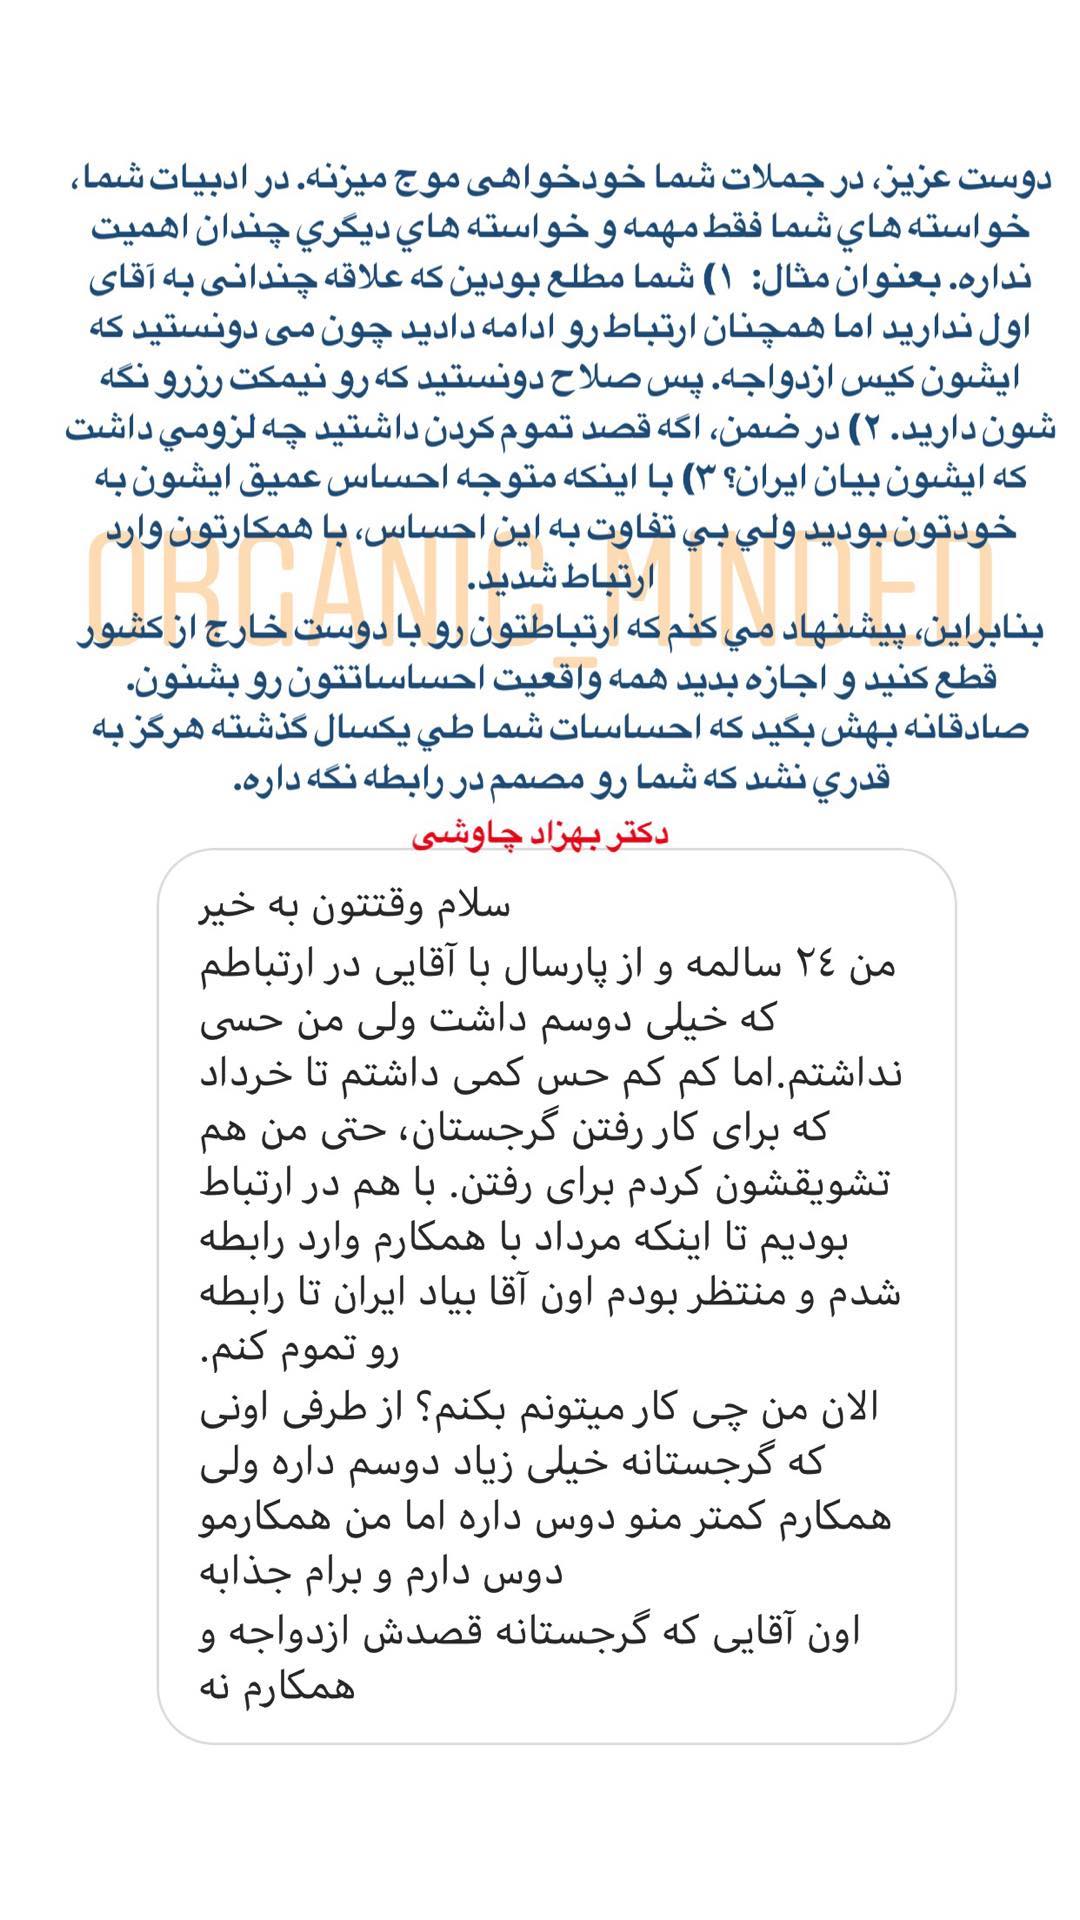 دوست عزیز، در جملات شما خودخواهی موج میزنه. در ادبیات شما،
خواسته هاي شما فقط مهمه و خواسته هاي دیگري چندان اهمیت
نداره. بعنوان مثال: ۱) شما مطلع بودین که علاقه چندانی به آقای
اول ندارید اما همچنان ارتباط رو ادامه دادید چون می دونستید که
ایشون کیس ازدواجه. پس صلاح دونستید که رو نیمکت رزرو نگه
شون دارید. ۲) در ضمن، اگه قصد تموم کردن داشتید چه لزومي داشت
که ایشون بیان ایران؟ ۳) با اینکه متوجه احساس عمیق ایشون به
خودتون بودید ولي بي تفاوت به این احساس، با همکارتون وارد
ارتباط شدید.
ORGANIC_MINDED
بنابراین، پیشنهاد مي کنم که ارتباطتون رو با دوست خارج از کشور
قطع کنید و اجازه بدید همه واقعیت احساساتتون رو بشنون.
صادقانه بهش بگید که احساسات شما طي یکسال گذشته هرگز به
قدري نشد که شما رو مصمم در رابطه نگه داره.
دکتر بهزاد چاوشی
سلام وقتتون به خیر
من ٢٤ سالمه و از پارسال با آقایی در ارتباطم
که خیلی دوسم داشت ولی من حسی
نداشتم.اما کم کم حس کمی داشتم تا خرداد
که برای کار رفتن گرجستان، حتی من هم
تشویقشون کردم برای رفتن. با هم در ارتباط
بودیم تا اینکه مرداد با همکارم وارد رابطه
شدم و منتظر بودم اون آقا بیاد ایران تا رابطه
رو تموم کنم.
الان من چی کار میتونم بکنم؟ از طرفی اونی
که گرجستانه خیلی زیاد دوسم داره ولی
همکارم کمتر منو دوس داره اما من همکارمو
دوس دارم و برام جذابه
اون آقایی که گرجستانه قصدش ازدواجه و
همکارم نه